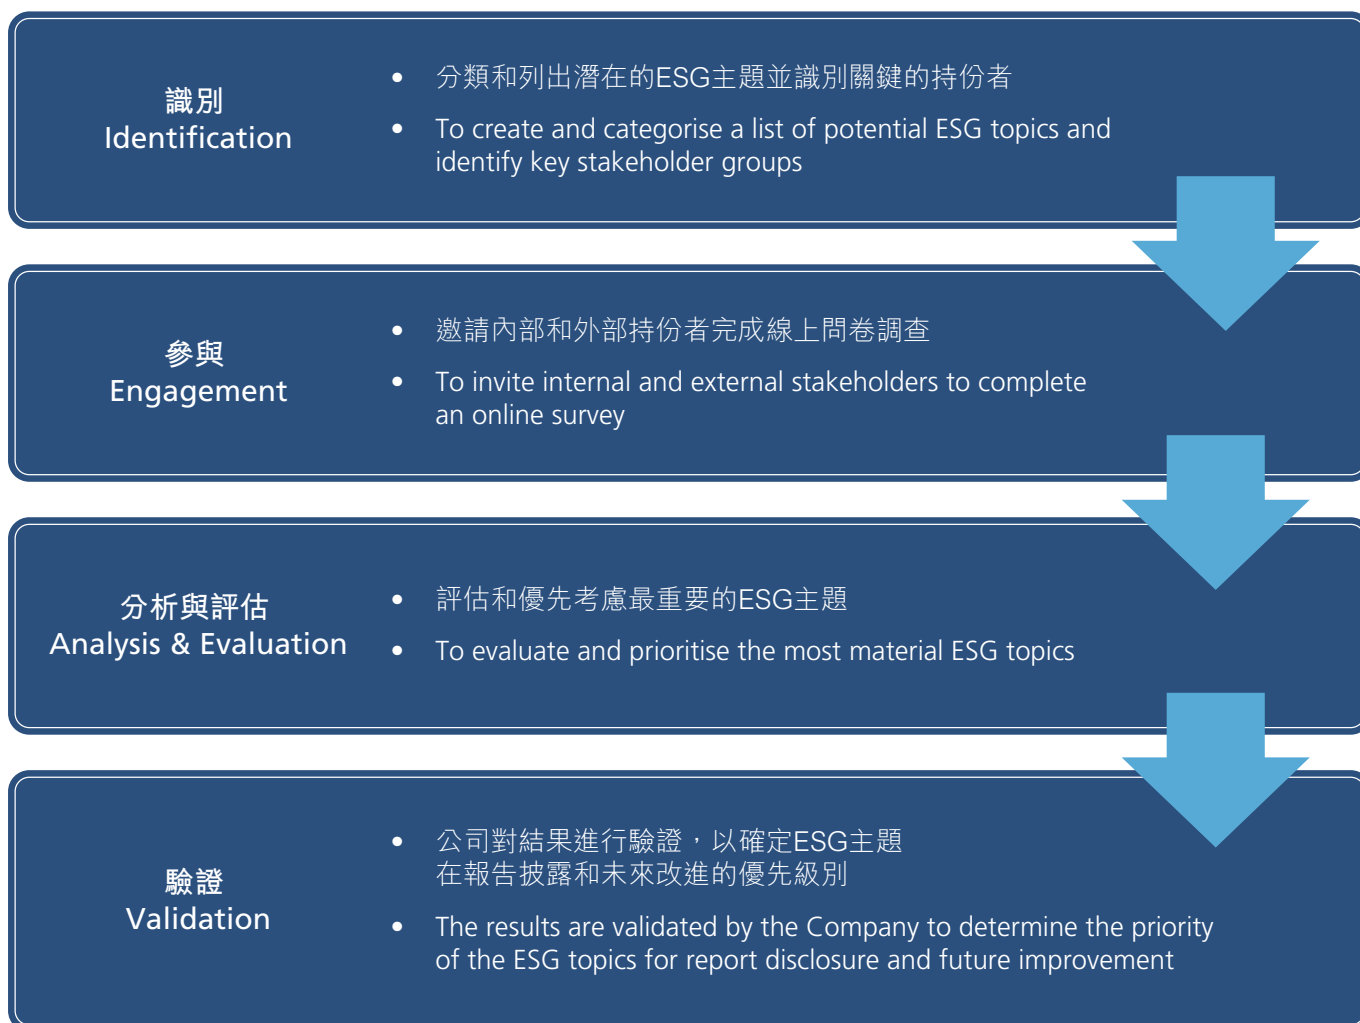 識別
Identification
• 分類和列出潛在的ESG主題並識別關鍵的持份者
• To create and categorise a list of potential ESG topics and
identify key stakeholder groups
參與
Engagement
• 邀請內部和外部持份者完成線上問卷調查
• To invite internal and external stakeholders to complete
an online survey
分析與評估
Analysis & Evaluation
• 評估和優先考慮最重要的ESG主題
• To evaluate and prioritise the most material ESG topics
驗證
Validation
• 公司對結果進行驗證，以確定ESG主題
在報告披露和未來改進的優先級別
• The results are validated by the Company to determine the priority
of the ESG topics for report disclosure and future improvement